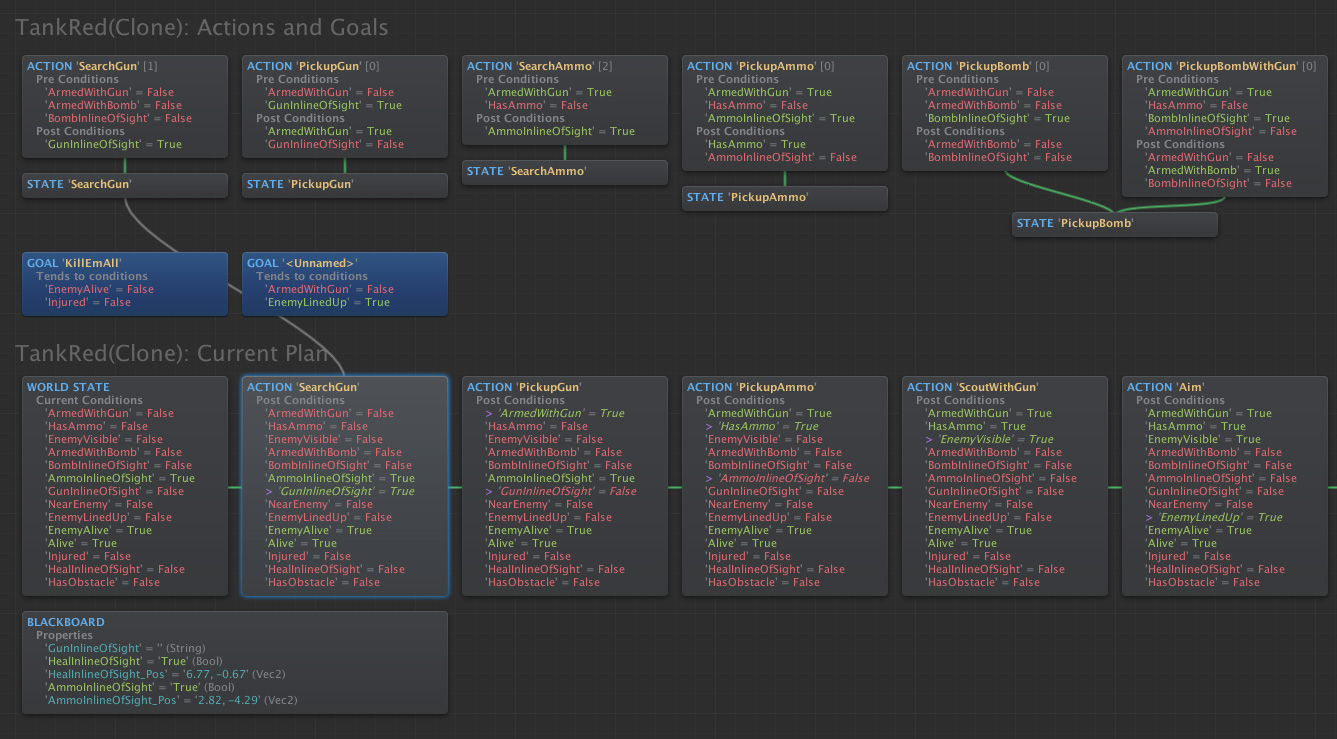 TankRed(Clone): Actions and Goals
ACTION 'SearchGun' [1]
Pre Conditions
'ArmedWithGun' = False
'ArmedWithBomb' = False
'BombInlineOfSight' = False
Post Conditions
'GunInlineOfSight' = True
STATE 'SearchGun'
ACTION 'PickupGun' [0]
Pre Conditions
'ArmedWithGun' = False
'GunInlineOfSight' = True
Post Conditions
'ArmedWithGun' = True
'GunInlineOfSight' = False
STATE 'PickupGun'
ACTION 'SearchAmmo' [2]
Pre Conditions
'ArmedWithGun' = True
'HasAmmo' = False
Post Conditions
'AmmoInlineOfSight' = True
STATE 'SearchAmmo'
ACTION 'PickupAmmo' [0]
Pre Conditions
'ArmedWithGun' = True
'HasAmmo' = False
'AmmoInlineOfSight' = True
Post Conditions
'HasAmmo' = True
'AmmoInlineOfSight' = False
STATE 'PickupAmmo'
ACTION 'PickupBomb' [0]
Pre Conditions
'ArmedWithGun' = False
'ArmedWithBomb' = False
'BombInlineOfSight' = True
Post Conditions
'ArmedWithBomb' = False
'BombInlineOfSight' = False
ACTION 'PickupBombWithGun' [0]
Pre Conditions
'ArmedWithGun' = True
'HasAmmo' = False
'BombInlineOfSight' = True
'AmmoInlineOfSight' = False
Post Conditions
'ArmedWithGun' = False
'ArmedWithBomb' = True
'BombInlineOfSight' = False
STATE 'PickupBomb'
GOAL 'KillEmAll'
Tends to conditions
'EnemyAlive' = False
'Injured' = False
GOAL '<Unnamed>'
Tends to conditions
'ArmedWithGun' = False
'EnemyLinedUp' = True
TankRed(Clone): Current Plan
WORLD STATE
Current Conditions
'ArmedWithGun' = False
'HasAmmo' = False
'EnemyVisible' = False
'ArmedWithBomb' = False
'BombInlineOfSight' = False
'AmmoInlineOfSight' = True
'GunInlineOfSight' = False
'NearEnemy' = False
'EnemyLinedUp' = False
'EnemyAlive' = True
'Alive' = True
'Injured' = False
'HealInlineOfSight' = False
'HasObstacle' = False
ACTION 'SearchGun'
Post Conditions
'ArmedWithGun' = False
'HasAmmo' = False
'EnemyVisible' = False
'ArmedWithBomb' = False
'BombInlineOfSight' = False
'AmmoInlineOfSight' = True
> 'GunInlineOfSight' = True
'NearEnemy' = False
'EnemyLinedUp' = False
'EnemyAlive' = True
'Alive' = True
'Injured' = False
'HealInlineOfSight' = False
'HasObstacle' = False
ACTION 'PickupGun'
Post Conditions
> 'ArmedWithGun' = True
'HasAmmo' = False
'EnemyVisible' = False
'ArmedWithBomb' = False
'BombInlineOfSight' = False
'AmmoInlineOfSight' = True
> 'GunInlineOfSight' = False
'NearEnemy' = False
'EnemyLinedUp' = False
'EnemyAlive' = True
'Alive' = True
'Injured' = False
'HealInlineOfSight' = False
'HasObstacle' = False
ACTION 'PickupAmmo'
Post Conditions
'ArmedWithGun' = True
> 'HasAmmo' = True
'EnemyVisible' = False
'ArmedWithBomb' = False
'BombInlineOfSight' = False
> 'AmmoInlineOfSight' = False
'GunInlineOfSight' = False
'NearEnemy' = False
'EnemyLinedUp' = False
'EnemyAlive' = True
'Alive' = True
'Injured' = False
'HealInlineOfSight' = False
'HasObstacle' = False
ACTION 'ScoutWithGun'
Post Conditions
'ArmedWithGun' = True
'HasAmmo' = True
> 'EnemyVisible' = True
'ArmedWithBomb' = False
'BombInlineOfSight' = False
'AmmoInlineOfSight' = False
'GunInlineOfSight' = False
'NearEnemy' = False
'EnemyLinedUp' = False
'EnemyAlive' = True
'Alive' = True
'Injured' = False
'HealInlineOfSight' = False
'HasObstacle' = False
ACTION 'Aim'
Post Conditions
'ArmedWithGun' = True
'HasAmmo' = True
'EnemyVisible' = True
'ArmedWithBomb' = False
'BombInlineOfSight' = False
'AmmoInlineOfSight' = False
'GunInlineOfSight' = False
'NearEnemy' = False
> 'EnemyLinedUp' = True
'EnemyAlive' = True
'Alive' = True
'Injured' = False
'HealInlineOfSight' = False
'HasObstacle' = False
BLACKBOARD
Properties
'GunInlineOfSight' = '' (String)
'HealInlineOfSight' = 'True' (Bool)
'HealInlineOfSight_Pos' = '6.77, -0.67' (Vec2)
'AmmoInlineOfSight' = 'True' (Bool)
'AmmoInlineOfSight_Pos' = '2.82, -4.29' (Vec2)